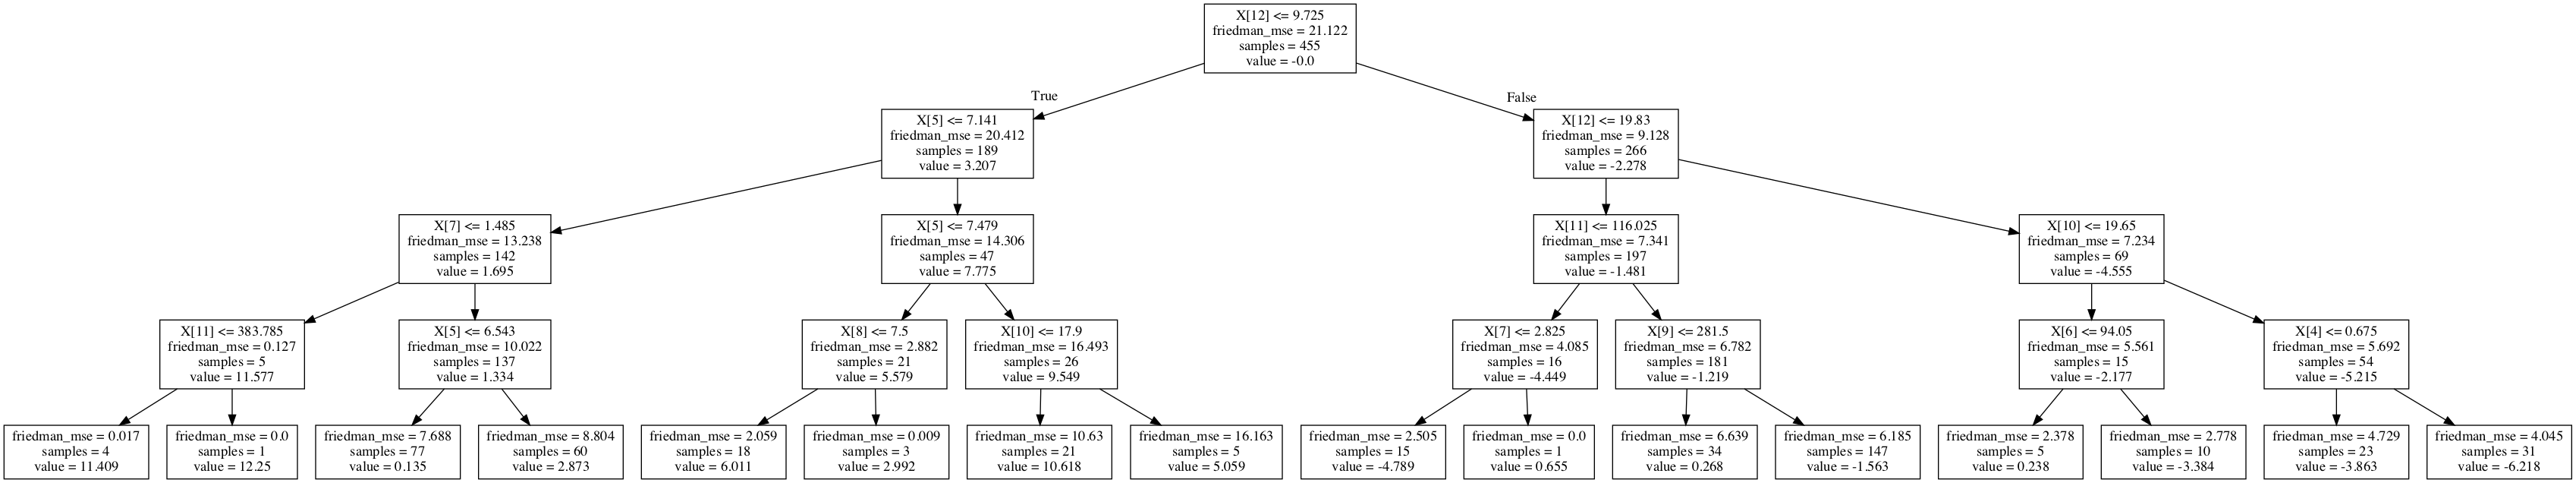 X[12] <= 9.725
friedman_mse = 21.122
samples = 455
value = -0.0
True
False
X[5] <= 7.141
friedman_mse = 20.412
samples = 189
value = 3.207
X[12] <= 19.83
friedman_mse = 9.128
samples = 266
value = -2.278
X[7] <= 1.485
friedman_mse = 13.238
samples = 142
value = 1.695
X[5] <= 7.479
friedman_mse = 14.306
samples = 47
value = 7.775
X[11] <= 116.025
friedman_mse = 7.341
samples = 197
value = -1.481
X[10] <= 19.65
friedman_mse = 7.234
samples = 69
value = -4.555
X[11] <= 383.785
friedman_mse = 0.127
samples = 5
value = 11.577
X[5] <= 6.543
friedman_mse = 10.022
samples = 137
value = 1.334
X[8] <= 7.5
friedman_mse = 2.882
samples = 21
value = 5.579
X[10] <= 17.9
friedman_mse = 16.493
samples = 26
value = 9.549
X[7] <= 2.825
friedman_mse = 4.085
samples = 16
value = -4.449
X[9] <= 281.5
friedman_mse = 6.782
samples = 181
value = -1.219
X[6] <= 94.05
friedman_mse = 5.561
samples = 15
value = -2.177
X[4] <= 0.675
friedman_mse = 5.692
samples = 54
value = -5.215
friedman_mse = 0.017
samples = 4
value = 11.409
friedman_mse = 0.0
samples = 1
value = 12.25
friedman_mse = 7.688
samples = 77
value = 0.135
friedman_mse = 8.804
samples = 60
value = 2.873
friedman_mse = 2.059
samples = 18
value = 6.011
friedman_mse = 0.009
samples = 3
value = 2.992
friedman_mse = 10.63
samples = 21
value = 10.618
friedman_mse = 16.163
samples = 5
value = 5.059
friedman_mse = 2.505
samples = 15
value = -4.789
friedman_mse = 0.0
samples = 1
value = 0.655
friedman_mse = 6.639
samples = 34
value = 0.268
friedman_mse = 6.185
samples = 147
value = -1.563
friedman_mse = 2.378
samples = 5
value = 0.238
friedman_mse = 2.778
samples = 10
value = -3.384
friedman_mse = 4.729
samples = 23
value = -3.863
friedman_mse = 4.045
samples = 31
value = -6.218